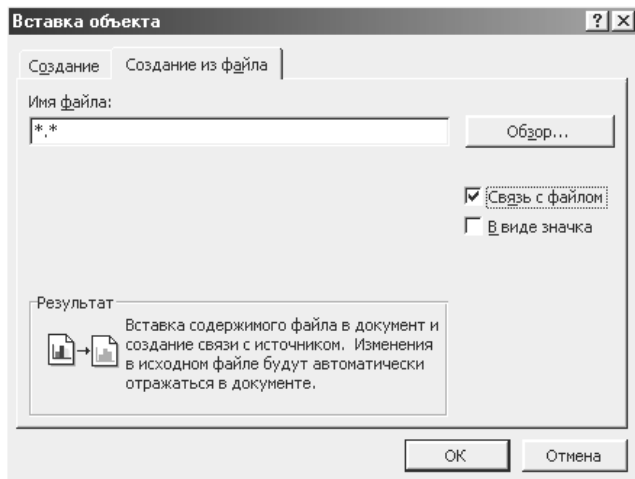 Вставка объекта
Создание
Создание из файла
Имя файла:
*.*
Обзор...
Связь с файлом
В виде значка
Результат
Вставка содержимого файла в документ и
создание связи с источником. Изменения
в исходном файле будут автоматически
отражаться в документе.
ОК
Отмена